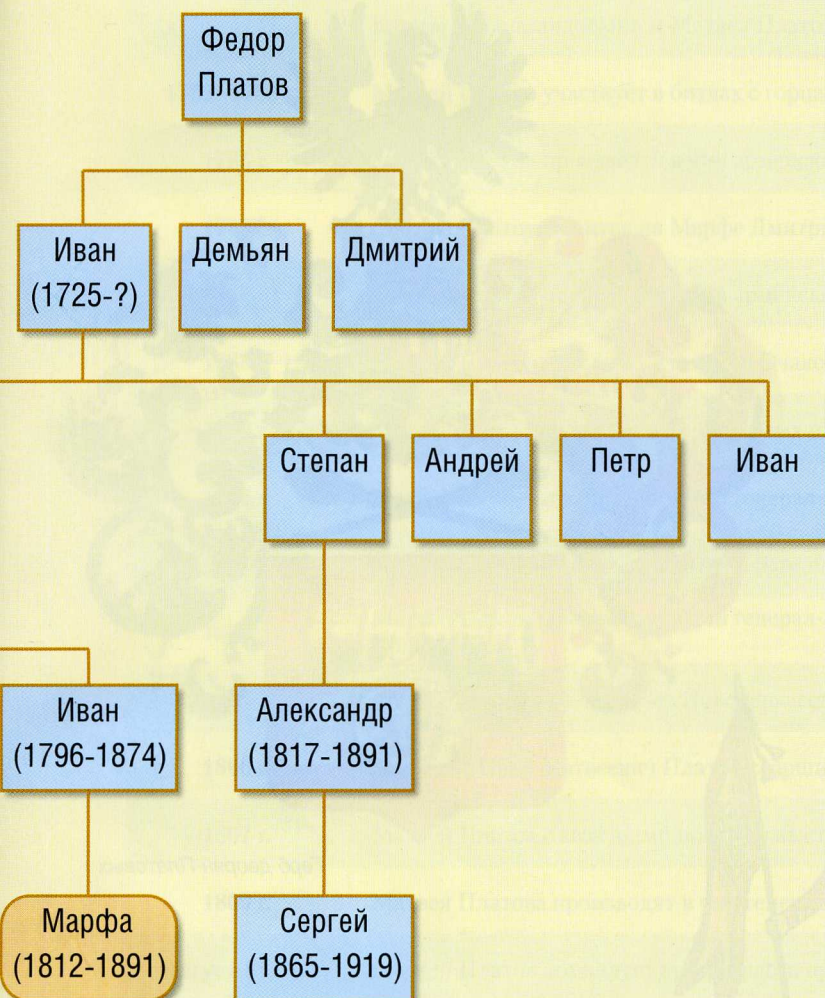 Федор
Платов
Иван
(1725-?)
Демьян
Дмитрий
Степан
Андрей
Петр
Иван
Иван
(1796-1874)
Александр
(1817-1891)
Марфа
(1812-1891)
Сергей
(1865-1919)